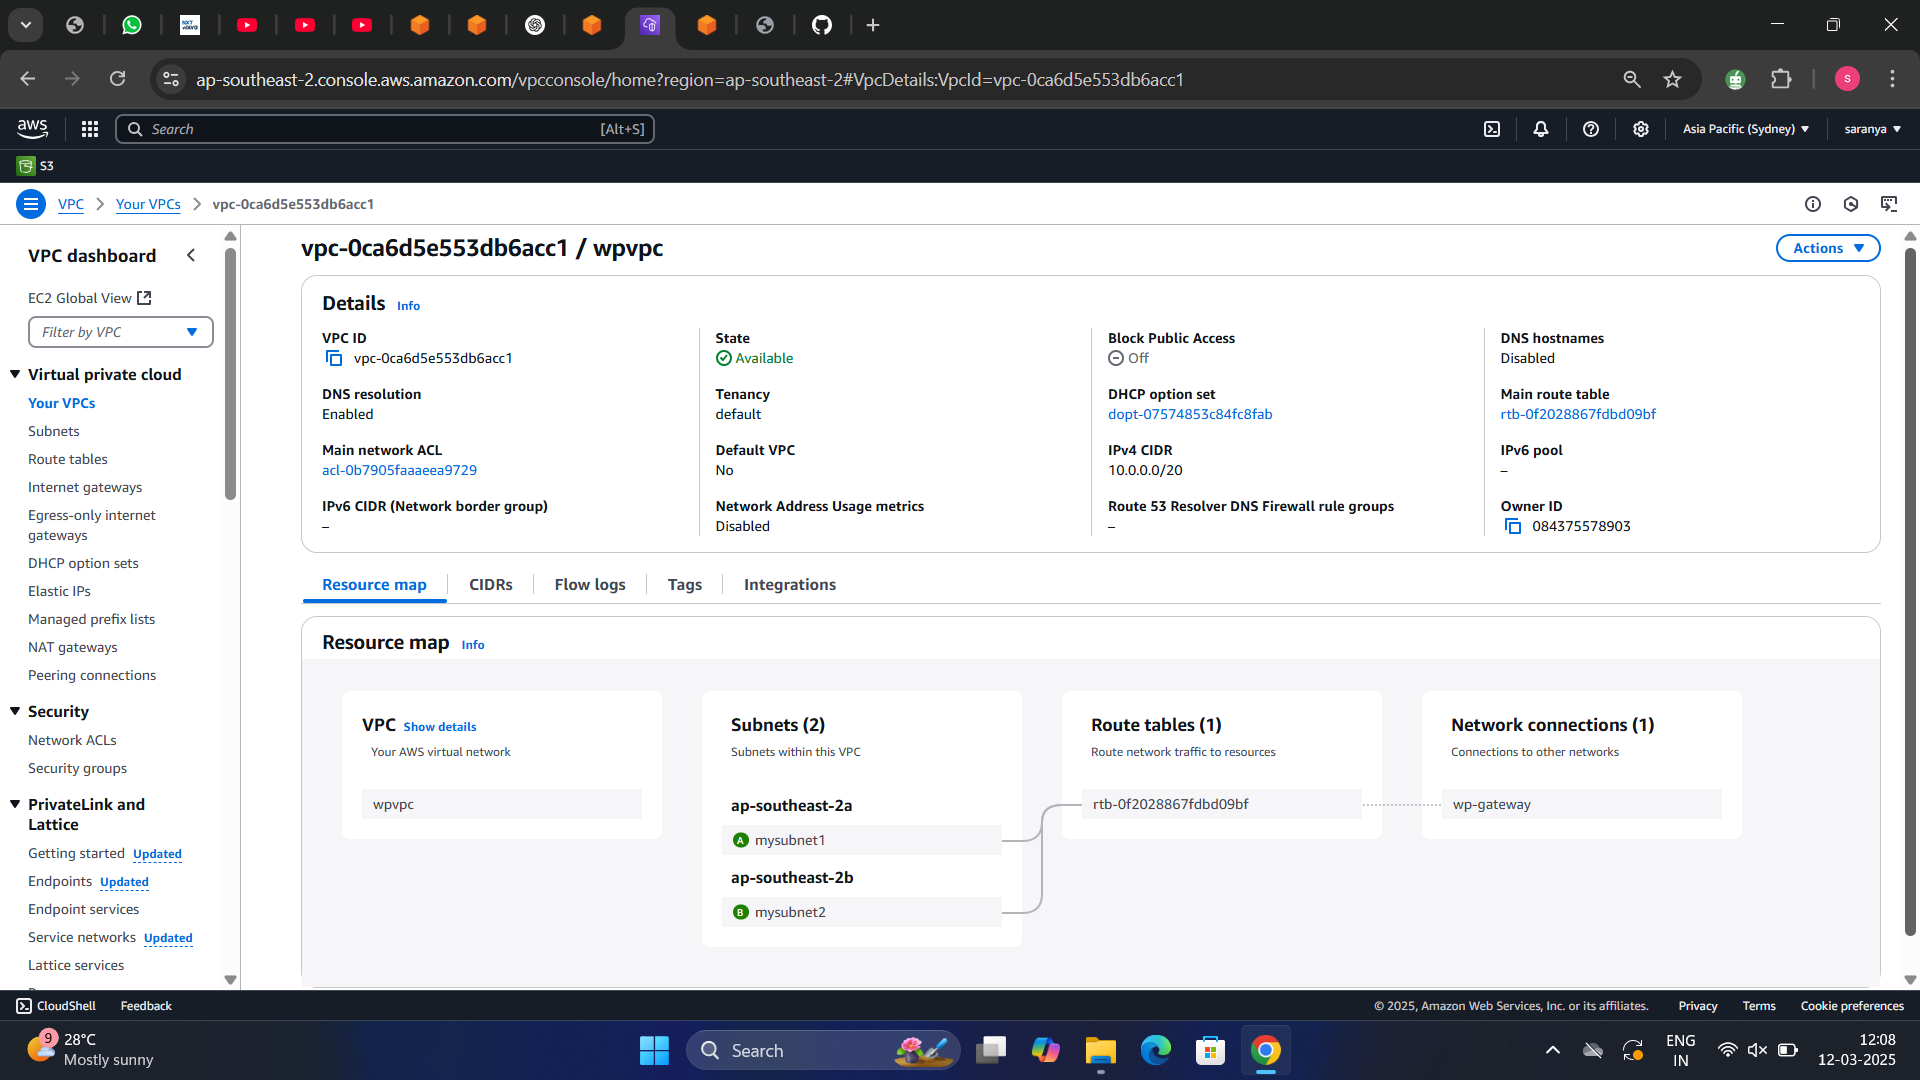 ap-southeast-2.console.aws.amazon.com/vpcconsole/home?region=ap-southeast-2#VpcDetails:VpcId=vpc-0ca6d5e553db6acc1
S
aws
Search
[Alt+S]
Asia Pacific (Sydney)
saranya
S3
VPC
Your VPCs
vpc-0ca6d5e553db6acc1
VPC dashboard
EC2 Global View
Filter by VPC
Virtual private cloud
Your VPCs
Subnets
Route tables
Internet gateways
Egress-only internet
gateways
DHCP option sets
Elastic IPs
Managed prefix lists
NAT gateways
Peering connections
Security
Network ACLs
Security groups
PrivateLink and
Lattice
Getting started Updated
Endpoints Updated
Endpoint services
Service networks Updated
Lattice services
vpc-0ca6d5e553db6acc1 / wpvpc
Actions
Details Info
VPC ID
vpc-0ca6d5e553db6acc1
State
Available
Block Public Access
Off
DNS hostnames
Disabled
DNS resolution
Enabled
Tenancy
default
DHCP option set
dopt-07574853c84fc8fab
Main route table
rtb-0f2028867fdbd09bf
Main network ACL
acl-0b7905faaaeea9729
Default VPC
No
IPv4 CIDR
10.0.0.0/20
IPv6 pool
–
IPv6 CIDR (Network border group)
–
Network Address Usage metrics
Disabled
Route 53 Resolver DNS Firewall rule groups
–
Owner ID
084375578903
Resource map
CIDRs
Flow logs
Tags
Integrations
Resource map Info
VPC Show details
Your AWS virtual network
wpvpc
Subnets (2)
Subnets within this VPC
ap-southeast-2a
A mysubnet1
ap-southeast-2b
B mysubnet2
Route tables (1)
Route network traffic to resources
rtb-0f2028867fdbd09bf
Network connections (1)
Connections to other networks
wp-gateway
CloudShell
Feedback
© 2025, Amazon Web Services, Inc. or its affiliates.
Privacy
Terms
Cookie preferences
9
28°C
Mostly sunny
Search
ENG
IN
12:08
12-03-2025